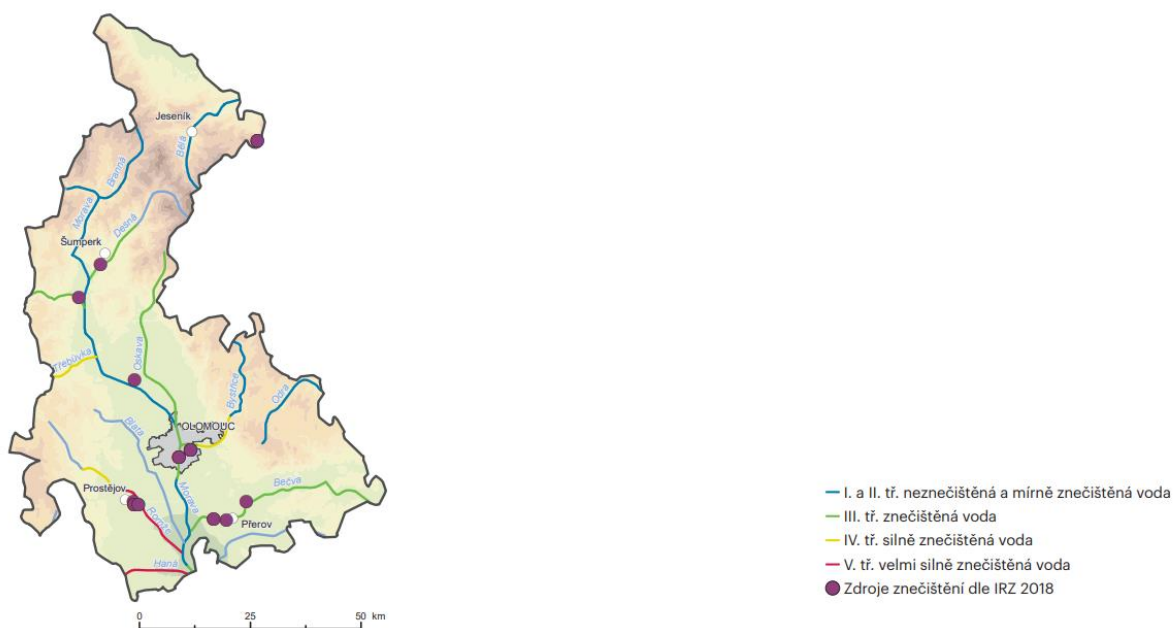 Jeseník
Bělá
Branná
Morava
Desná
Šumperk
Třebůvka
Oskava
Bystřice
Odra
OLOMOUC
Blata
Prostějov
Romže
Morava
Bečva
Přerov
Haná
0 25 50 km
I. a II. tř. neznečištěná a mírně znečištěná voda
III. tř. znečištěná voda
IV. tř. silně znečištěná voda
V. tř. velmi silně znečištěná voda
Zdroje znečištění dle IRZ 2018